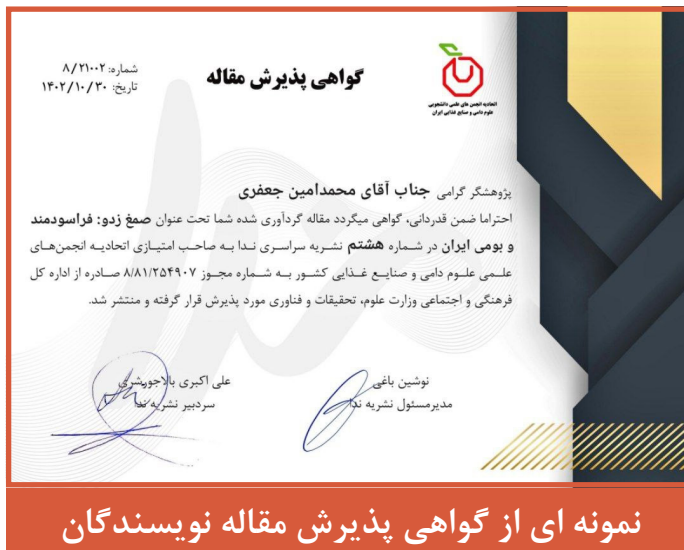 گواهی پذیرش مقاله
شماره: ۸/۲۱۰۰۲
تاریخ: ۱۴۰۲/۱۰/۳۰
اتحادیه انجمن های علمی دانشجویی
علوم دامی و صنایع غذایی ایران
پژوهشگر گرامی جناب آقای محمدامین جعفری
احتراما ضمن قدردانی، گواهی میگردد مقاله گردآوری شده شما تحت عنوان صمغ زدو: فراسودمند
و بومی ایران در شماره هشتم نشریه سراسری ندا به صاحب امتیازی اتحادیه انجمن‌های
علمی علوم دامی و صنایع غذایی کشور به شماره مجوز ۸/۸۱/۲۵۴۹۰۷ صادره از اداره کل
فرهنگی و اجتماعی وزارت علوم، تحقیقات و فناوری مورد پذیرش قرار گرفته و منتشر شد.
نوشین باغی
مدیرمسئول نشریه ندا
علی اکبری بالاجورشری
سردبیر نشریه ندا
نمونه ای از گواهی پذیرش مقاله نویسندگان